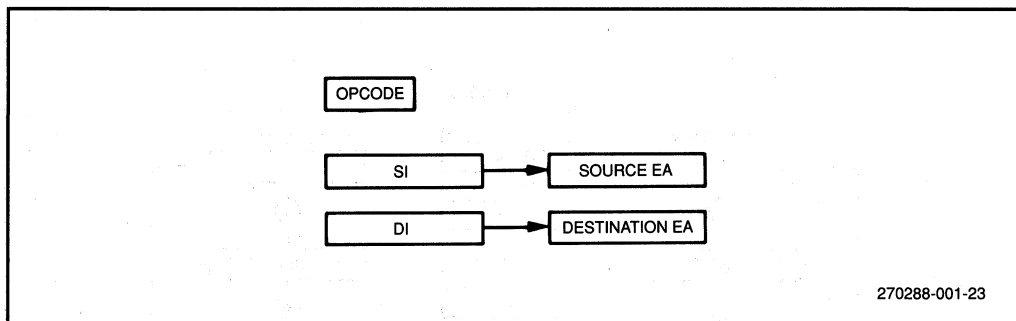 OPCODE
SI
SOURCE EA
DI
DESTINATION EA
270288-001-23